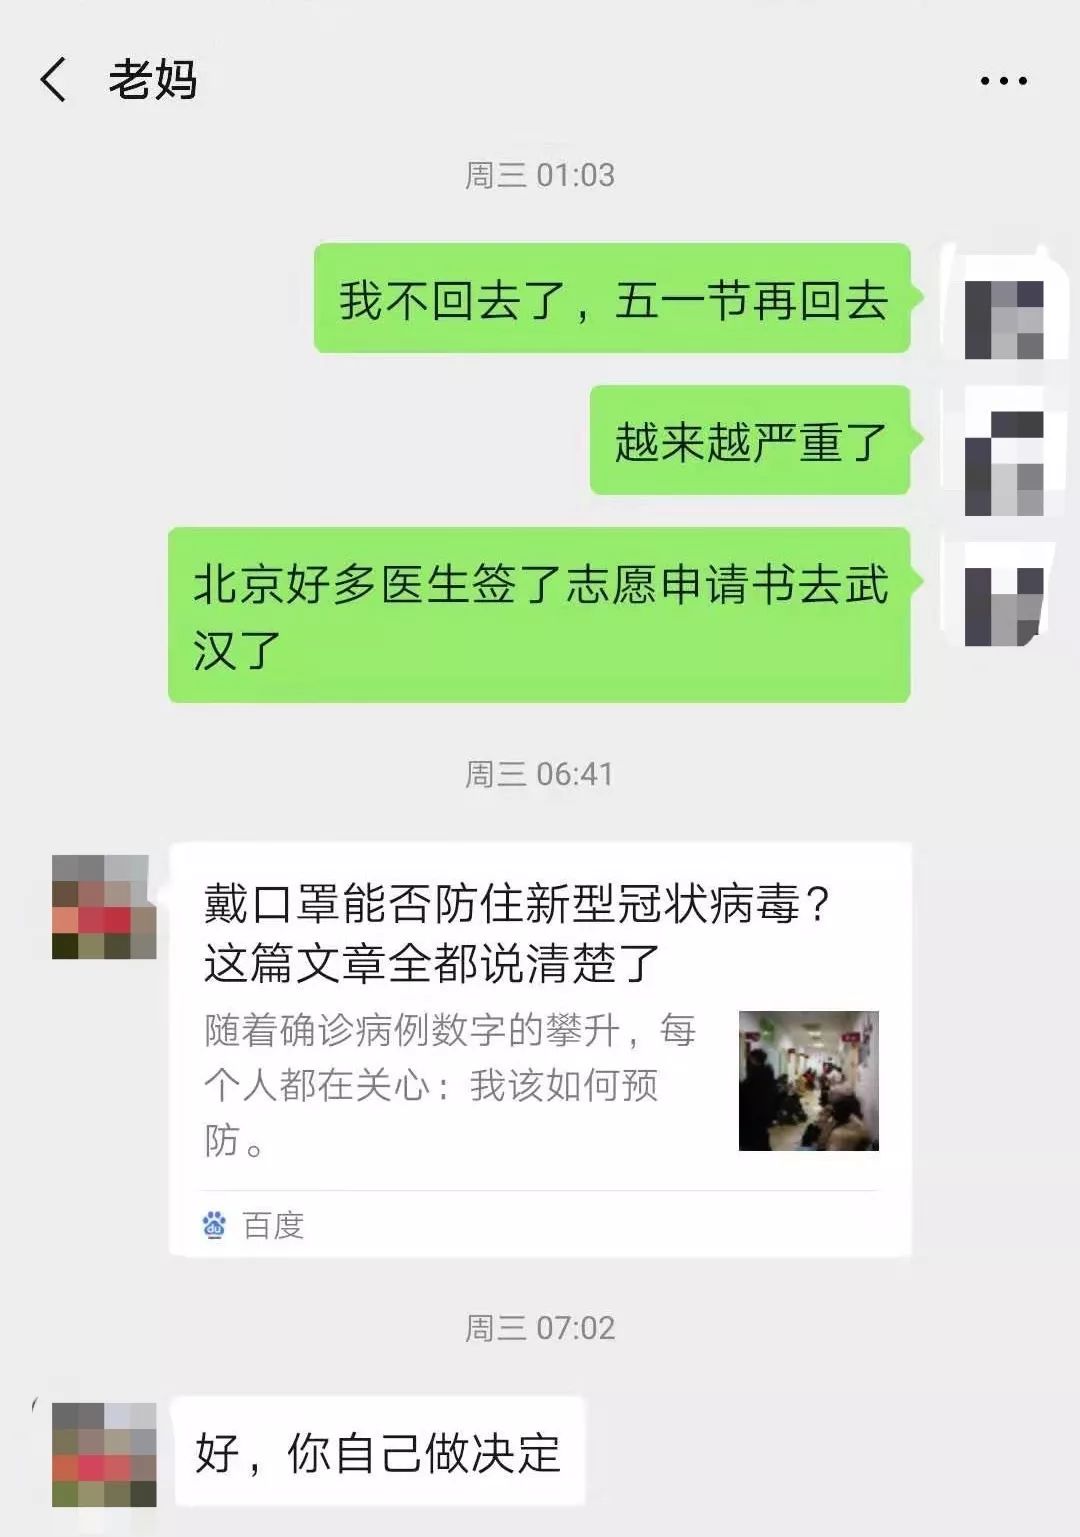 老妈
周三 01:03
我不回去了，五一节再回去
越来越严重了
北京好多医生签了志愿申请书去武
汉了
周三 06:41
戴口罩能否防住新型冠状病毒？
这篇文章全都说清楚了
随着确诊病例数字的攀升，每
个人都在关心：我该如何预
防。
du 百度
周三 07:02
好，你自己做决定